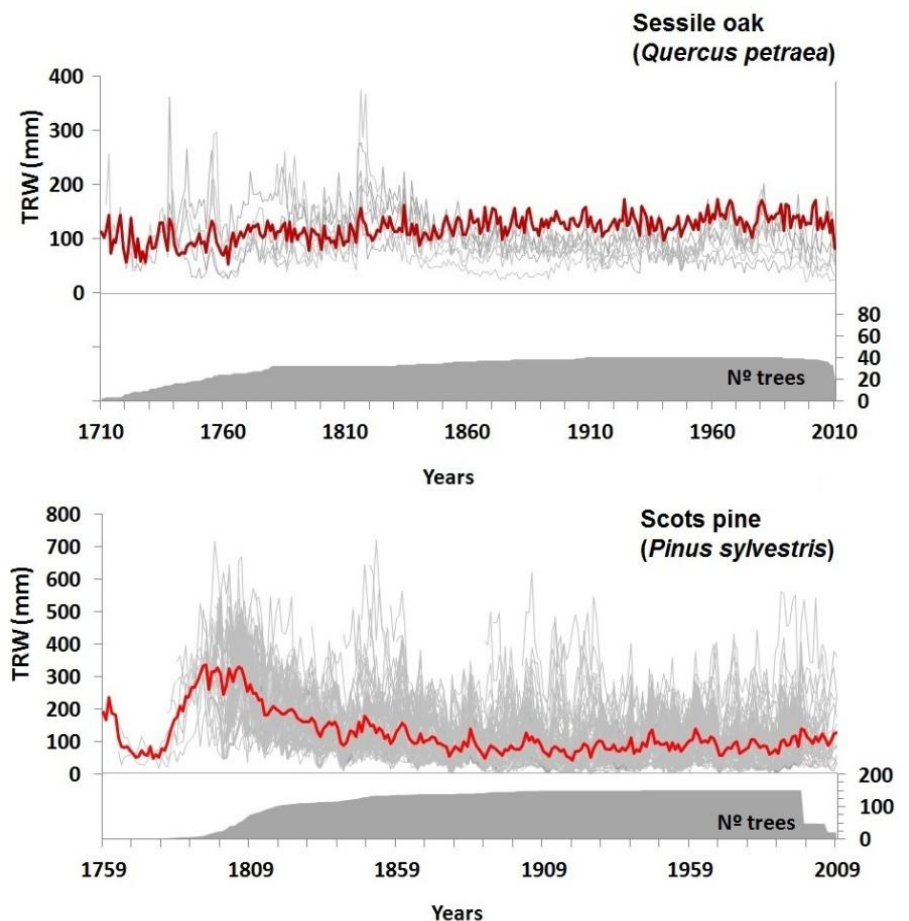 Sessile oak
(Quercus petraea)
TRW (mm)
400
300
200
100
0
80
60
40
20
0
Nº trees
1710 1760 1810 1860 1910 1960 2010
Years
Scots pine
(Pinus sylvestris)
TRW (mm)
800
700
600
500
400
300
200
100
0
200
100
0
Nº trees
1759 1809 1859 1909 1959 2009
Years